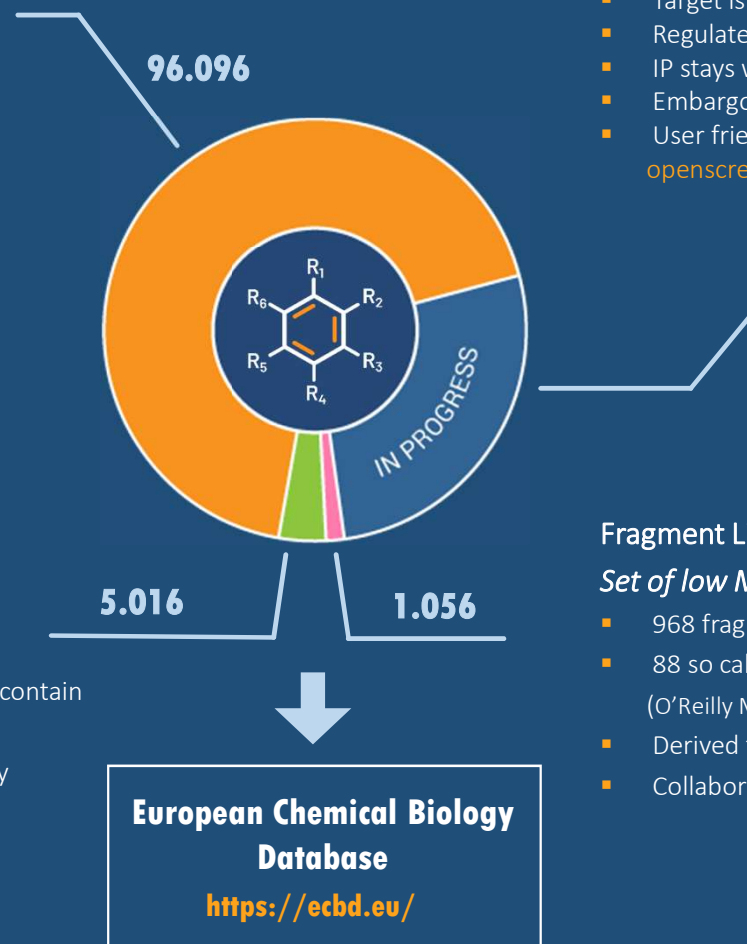 96.096
Target is
Regulate
IP stays
Embargo
User frie
openscre
R₁
R₂
R₃
R₄
R₅
R₆
IN PROGRESS
5.016
1.056
contain
y
Fragment L
Set of low
968 frag
88 so cal
(O’Reilly
Derived
Collabor
European Chemical Biology
Database
https://ecbd.eu/